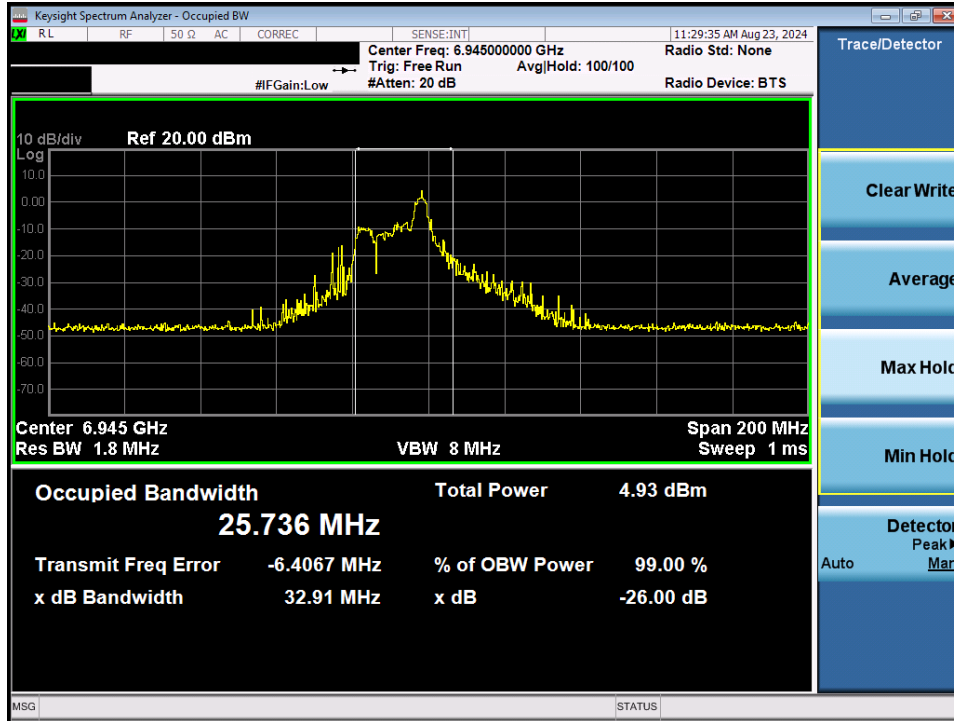 Keysight Spectrum Analyzer - Occupied BW
LXI RL RF 50 Ω AC CORREC SENSE:INT 11:29:35 AM Aug 23, 2024
Center Freq: 6.945000000 GHz Radio Std: None
Trig: Free Run Avg|Hold: 100/100
#IFGain:Low #Atten: 20 dB Radio Device: BTS
10 dB/div Ref 20.00 dBm
Log
10.0
0.00
-10.0
-20.0
-30.0
-40.0
-50.0
-60.0
-70.0
Center 6.945 GHz Span 200 MHz
Res BW 1.8 MHz VBW 8 MHz Sweep 1 ms
Occupied Bandwidth Total Power 4.93 dBm
25.736 MHz
Transmit Freq Error -6.4067 MHz % of OBW Power 99.00 %
x dB Bandwidth 32.91 MHz x dB -26.00 dB
MSG STATUS
Trace/Detector
Clear Write
Average
Max Hold
Min Hold
Detector
Peak
Auto Man